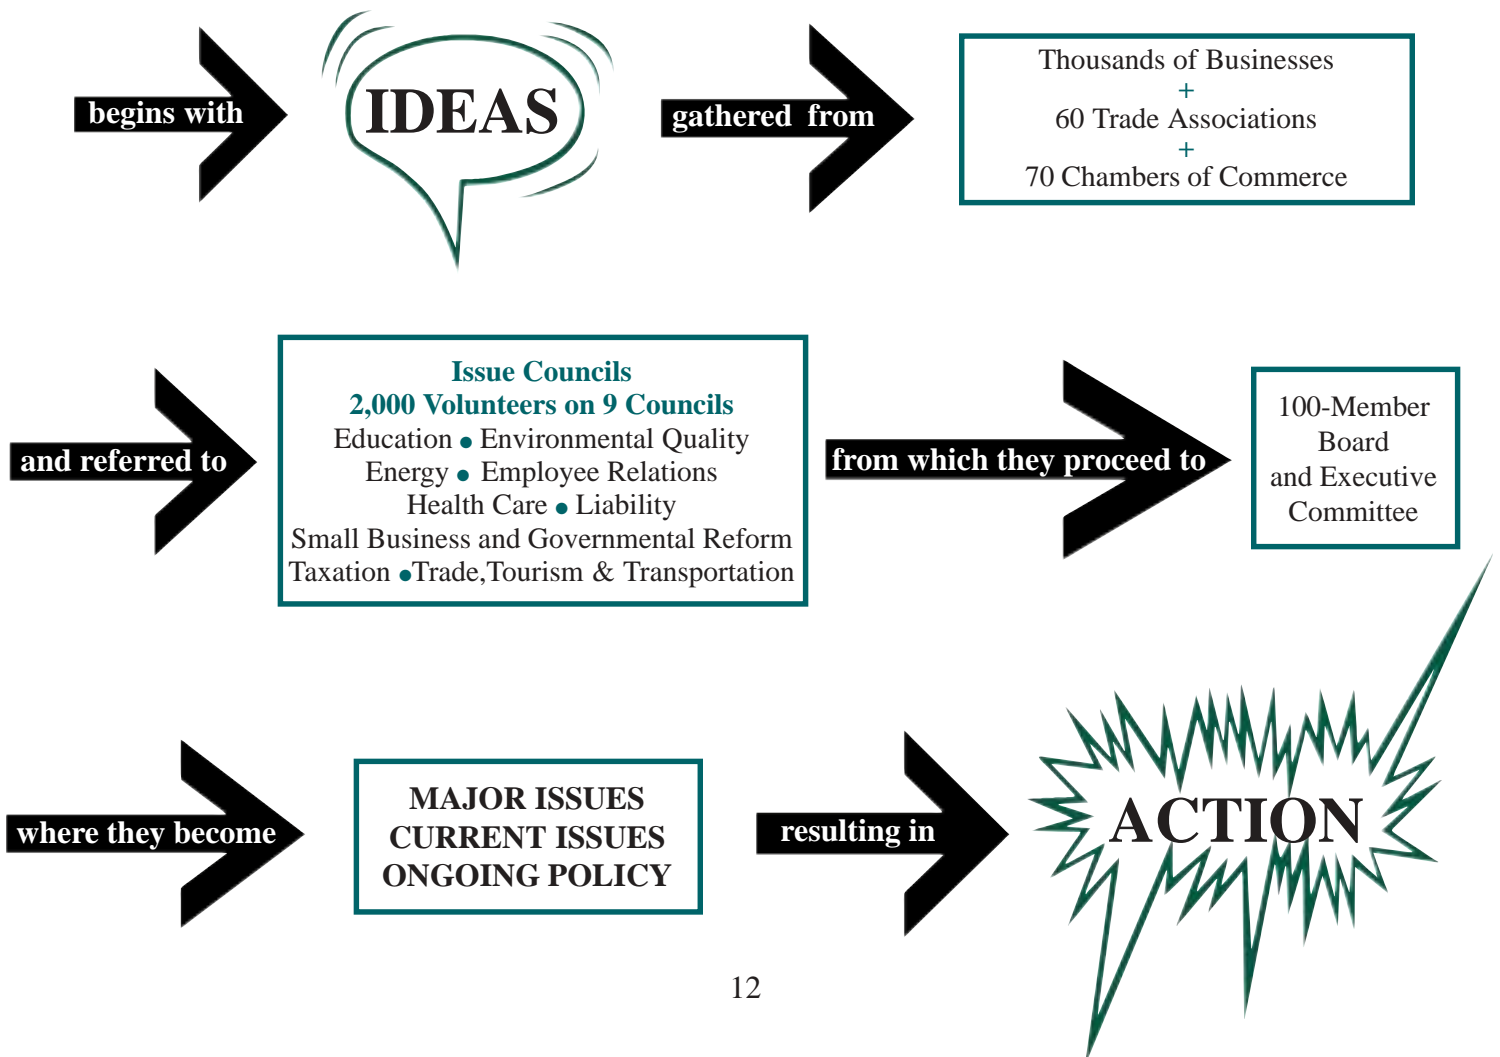 begins with
IDEAS
gathered from
Thousands of Businesses
+
60 Trade Associations
+
70 Chambers of Commerce
and referred to
Issue Councils
2,000 Volunteers on 9 Councils
Education ● Environmental Quality
Energy ● Employee Relations
Health Care ● Liability
Small Business and Governmental Reform
Taxation ●Trade,Tourism & Transportation
from which they proceed to
100-Member
Board
and Executive
Committee
where they become
MAJOR ISSUES
CURRENT ISSUES
ONGOING POLICY
resulting in
ACTION
12